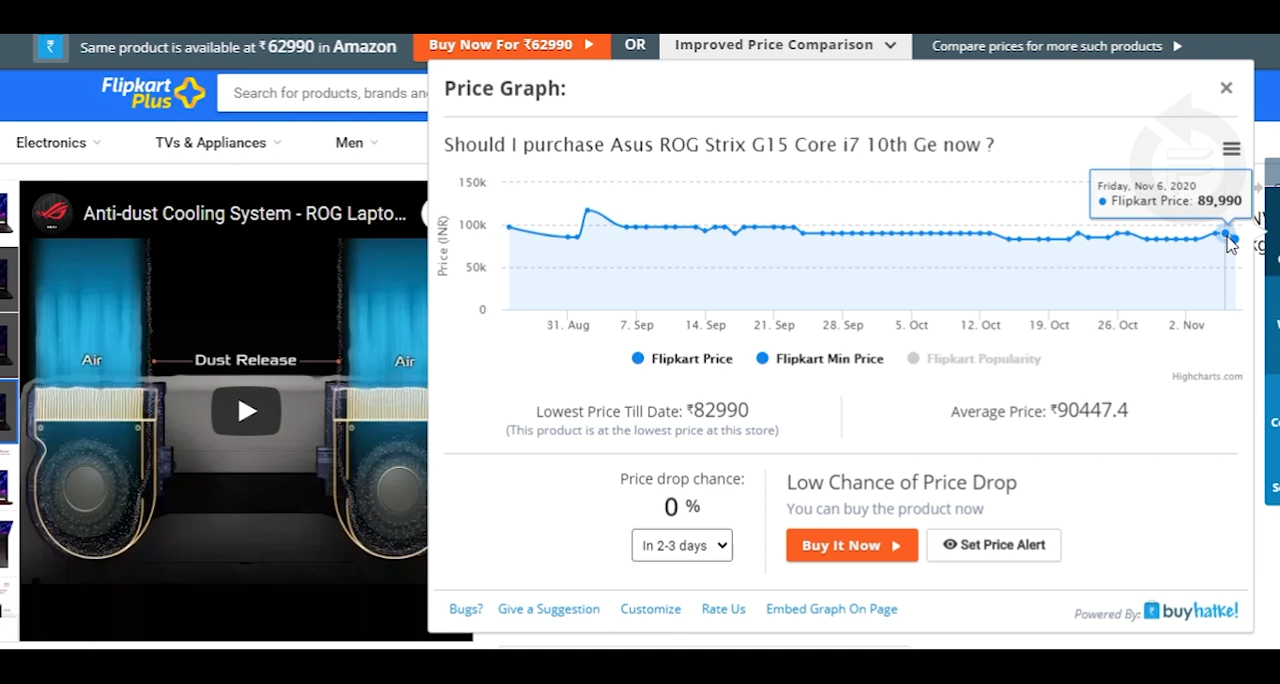 ₹ Same product is available at ₹ 62990 in Amazon Buy Now For ₹62990 OR Improved Price Comparison Compare prices for more such products
Flipkart
Plus
Search for products, brands an
Electronics TVs & Appliances Men
Anti-dust Cooling System - ROG Lapto...
Air Dust Release Air
Price Graph:
Should I purchase Asus ROG Strix G15 Core i7 10th Ge now ?
Friday, Nov 6, 2020
Flipkart Price: 89,990
Price (INR)
150k
100k
50k
0
31. Aug 7. Sep 14. Sep 21. Sep 28. Sep 5. Oct 12. Oct 19. Oct 26. Oct 2. Nov
Flipkart Price Flipkart Min Price Flipkart Popularity
Highcharts.com
Lowest Price Till Date: ₹82990
(This product is at the lowest price at this store)
Average Price: ₹90447.4
Price drop chance:
0 %
In 2-3 days
Low Chance of Price Drop
You can buy the product now
Buy It Now Set Price Alert
Bugs? Give a Suggestion Customize Rate Us Embed Graph On Page
Powered By: ₹ buyhatke!